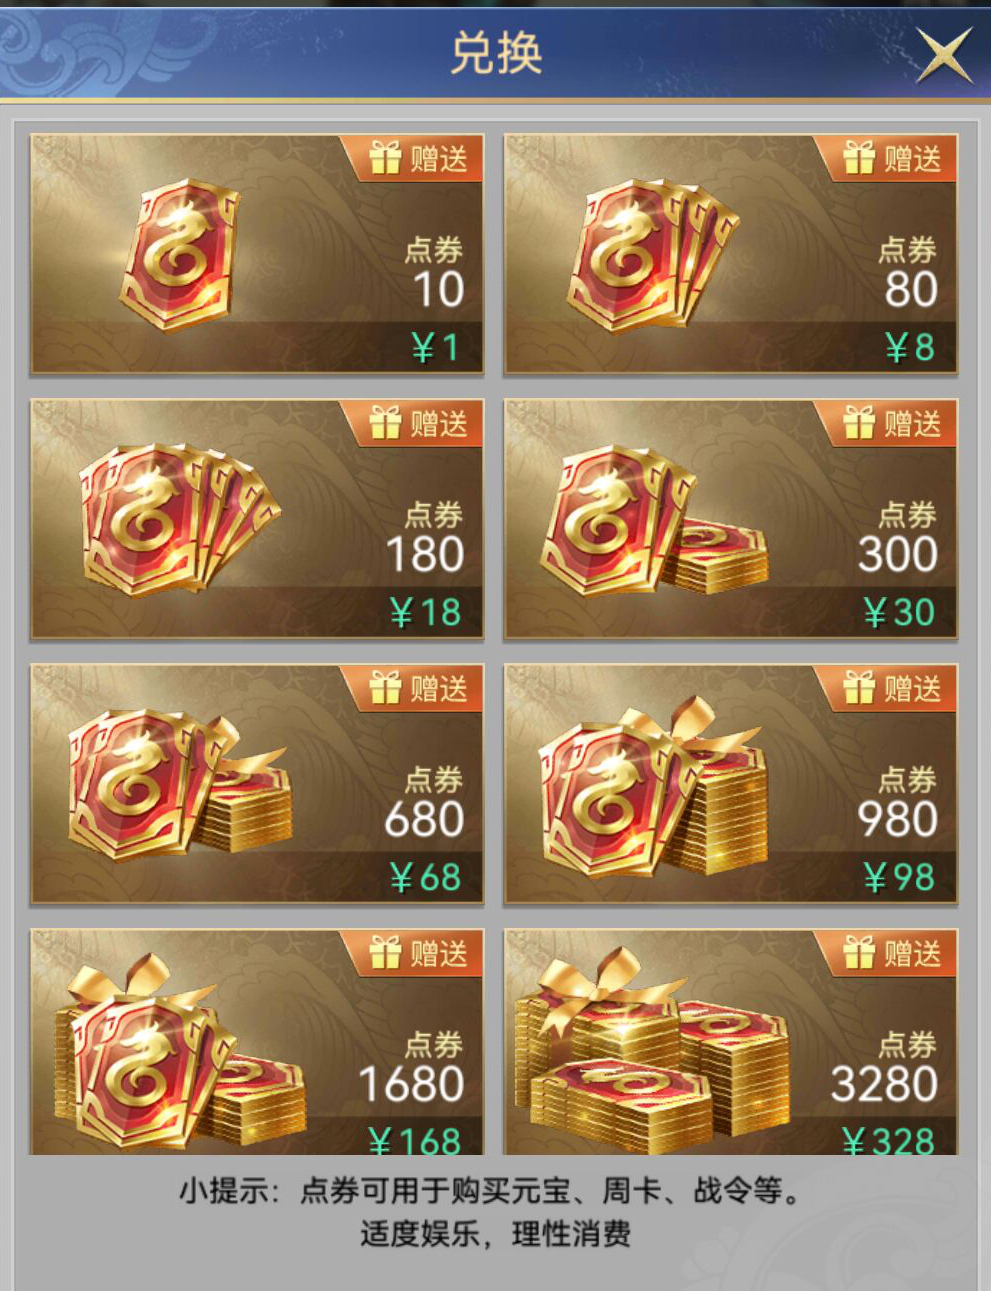 兑换
赠送
点券
10
¥1
赠送
点券
80
¥8
赠送
点券
180
¥18
赠送
点券
300
¥30
赠送
点券
680
¥68
赠送
点券
980
¥98
赠送
点券
1680
¥168
赠送
点券
3280
¥328
小提示：点券可用于购买元宝、周卡、战令等。
适度娱乐，理性消费